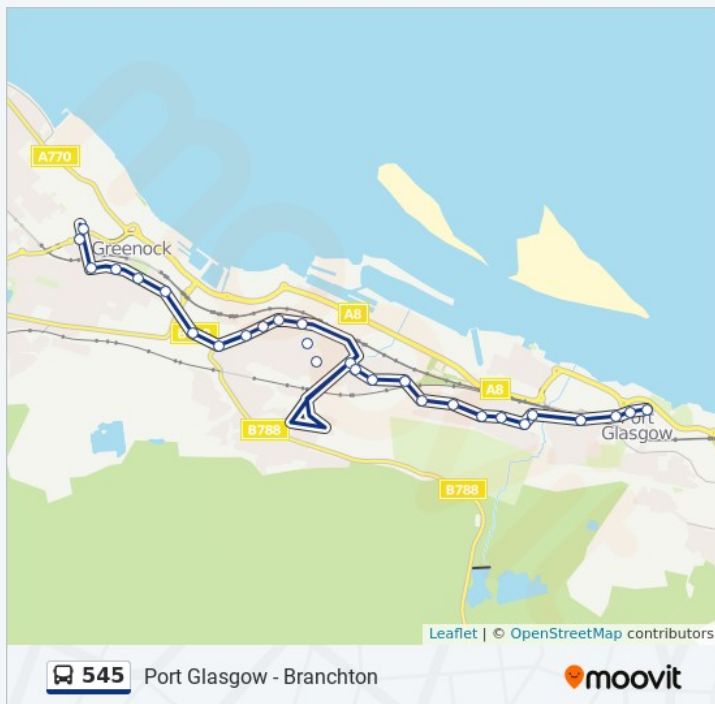 A770
Greenock
A8
B788
A8
Port
Glasgow
B788
Leaflet | © OpenStreetMap contributors
545 Port Glasgow - Branchton
moovit